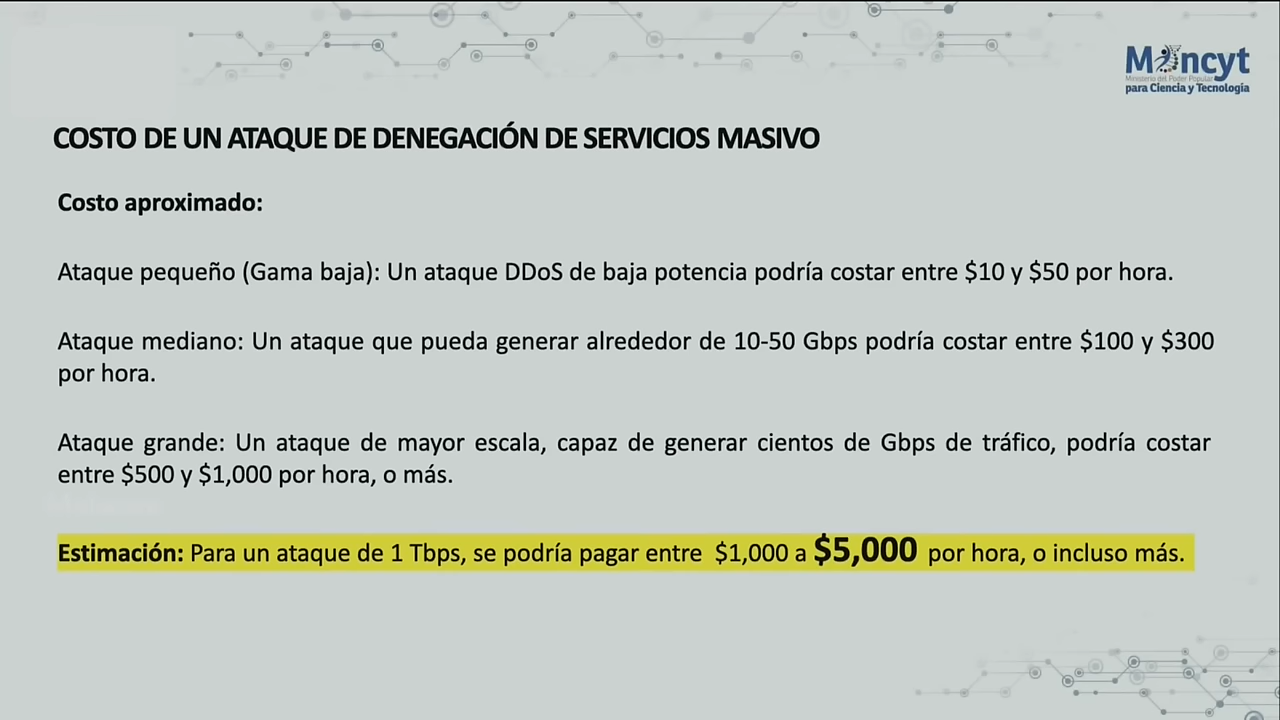 Mincyt
Ministerio del Poder Popular
para Ciencia y Tecnología
COSTO DE UN ATAQUE DE DENEGACIÓN DE SERVICIOS MASIVO
Costo aproximado:
Ataque pequeño (Gama baja): Un ataque DDoS de baja potencia podría costar entre $10 y $50 por hora.
Ataque mediano: Un ataque que pueda generar alrededor de 10-50 Gbps podría costar entre $100 y $300
por hora.
Ataque grande: Un ataque de mayor escala, capaz de generar cientos de Gbps de tráfico, podría costar
entre $500 y $1,000 por hora, o más.
Estimación: Para un ataque de 1 Tbps, se podría pagar entre $1,000 a $5,000 por hora, o incluso más.